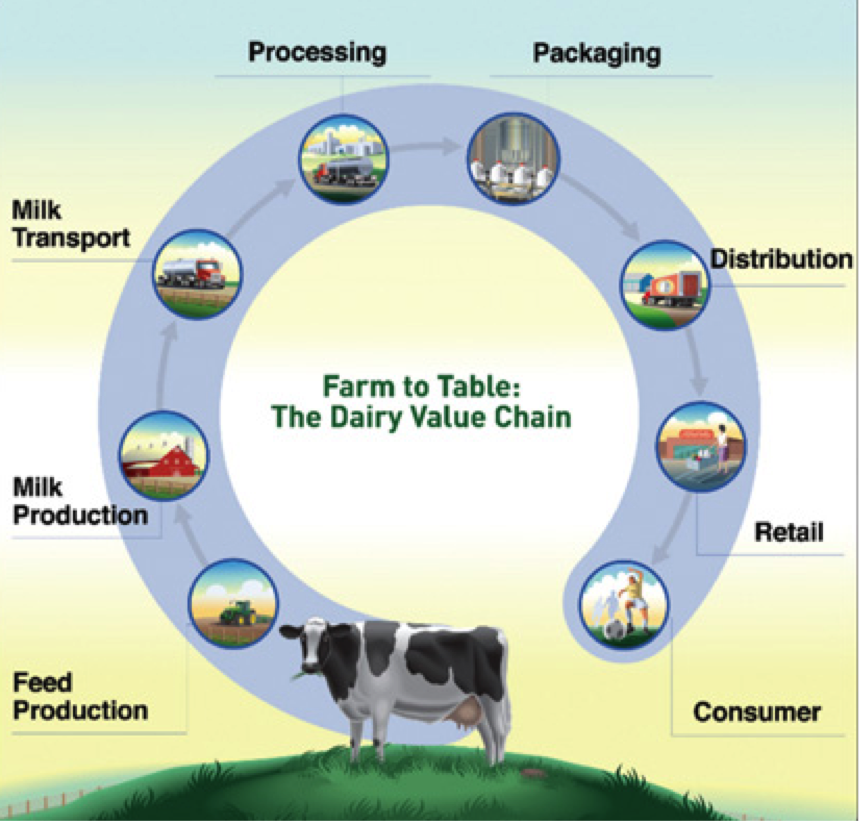 Processing
Packaging
Milk
Transport
Distribution
Farm to Table:
The Dairy Value Chain
Milk
Production
Retail
Feed
Production
Consumer